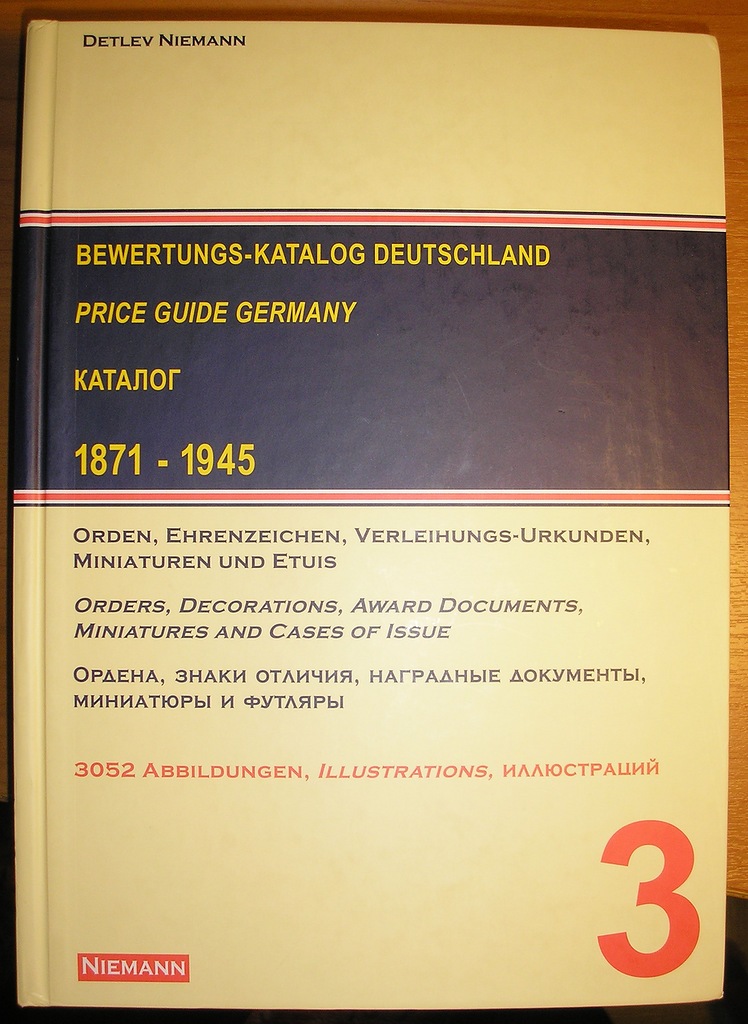 DETLEV NIEMANN
BEWERTUNGS-KATALOG DEUTSCHLAND
PRICE GUIDE GERMANY
КАТАЛОГ
1871 - 1945
ORDEN, EHRENZEICHEN, VERLEIHUNGS-URKUNDEN,
MINIATUREN UND ETUIS
ORDERS, DECORATIONS, AWARD DOCUMENTS,
MINIATURES AND CASES OF ISSUE
ОРДЕНА, ЗНАКИ ОТЛИЧИЯ, НАГРАДНЫЕ ДОКУМЕНТЫ,
МИНИАТЮРЫ И ФУТЛЯРЫ
3052 ABBILDUNGEN, ILLUSTRATIONS, ИЛЛЮСТРАЦИЙ
3
NIEMANN